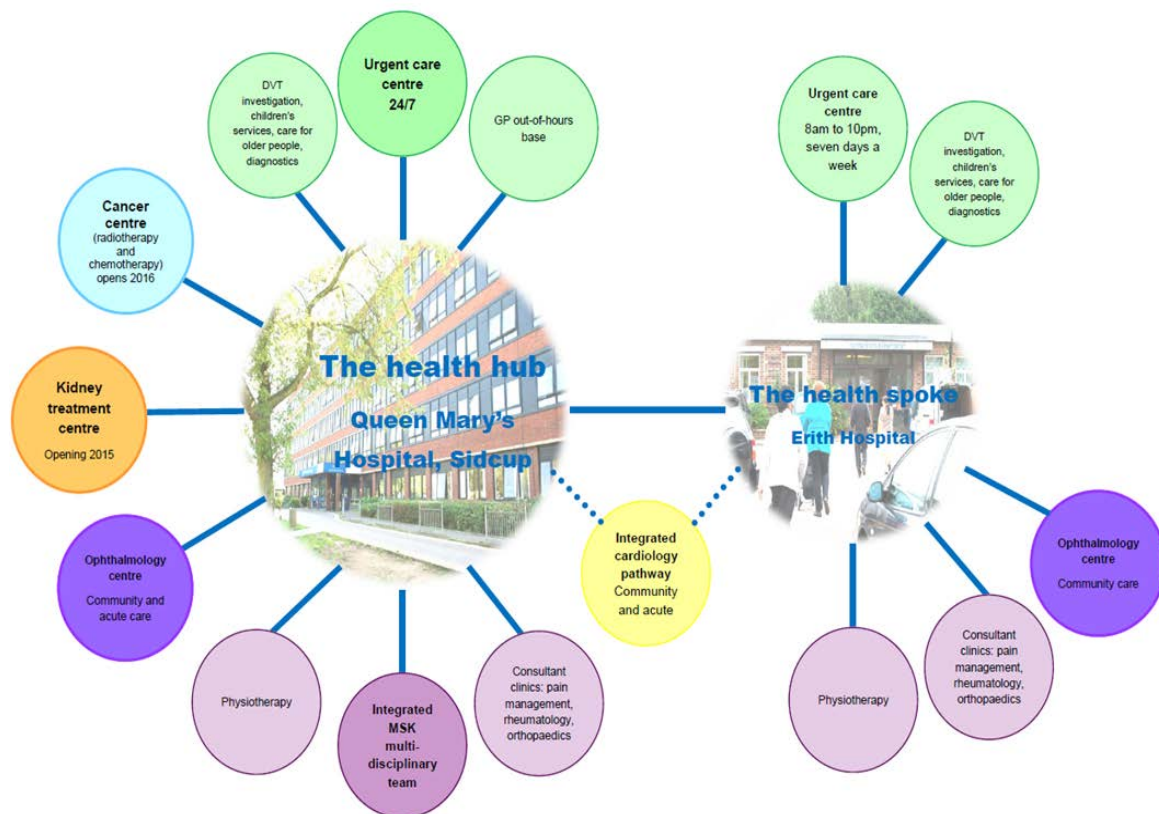 Urgent care
centre
24/7
DVT
investigation,
children's
services, care for
older people,
diagnostics
GP out-of-hours
base
Urgent care
centre
8am to 10pm,
seven days a
week
DVT
investigation,
children's
services, care for
older people,
diagnostics
Cancer
centre
(radiotherapy
and
chemotherapy)
opens 2016
The health hub
Queen Mary's
Hospital, Sidcup
The health spoke
Erith Hospital
Kidney
treatment
centre
Opening 2015
Ophthalmology
centre
Community and
acute care
Integrated
cardiology
pathway
Community
and acute
Ophthalmology
centre
Community care
Physiotherapy
Integrated
MSK
multi-
disciplinary
team
Consultant
clinics: pain
management,
rheumatology,
orthopaedics
Physiotherapy
Consultant
clinics: pain
management,
rheumatology,
orthopaedics